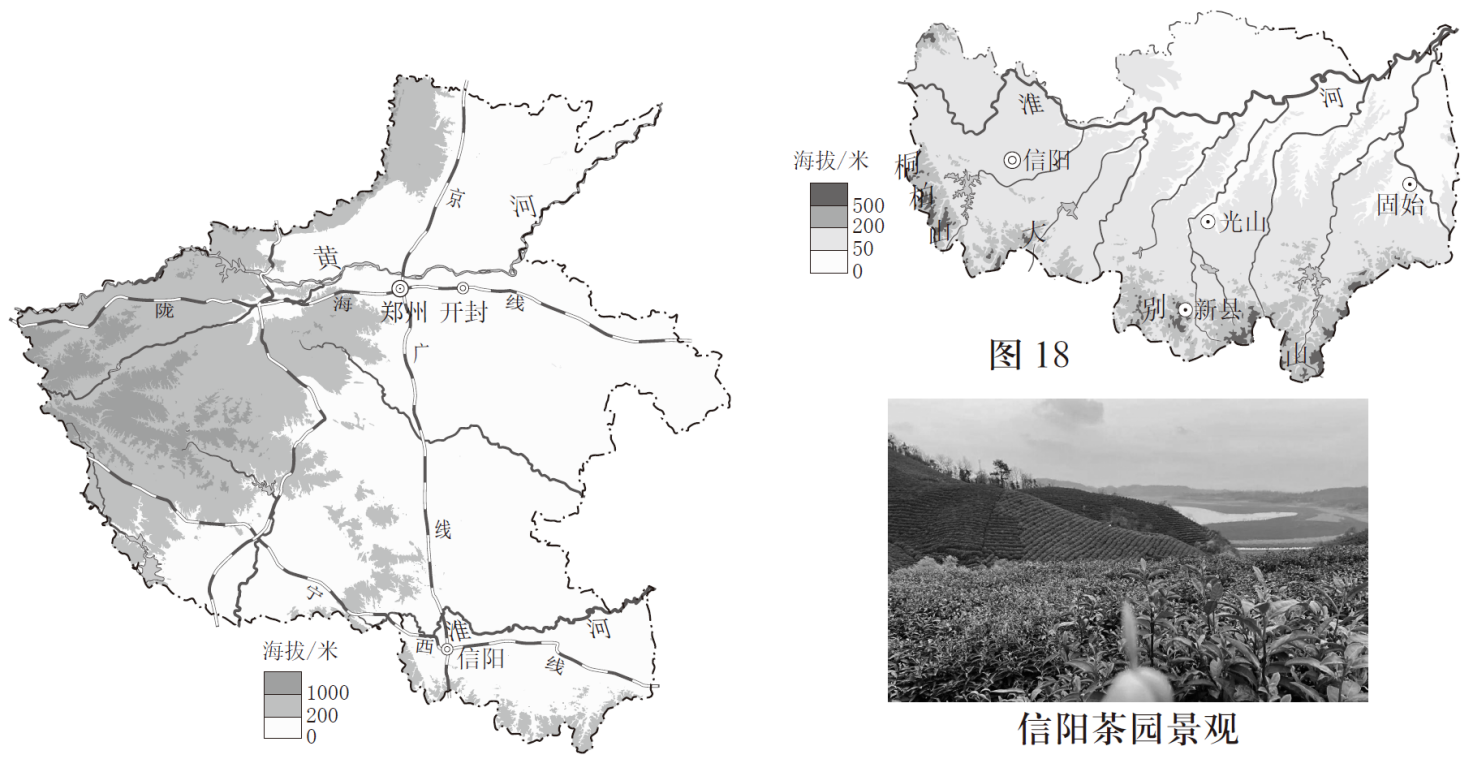 京
河
黄
陇
海
线
郑州
开封
广
线
宁
西
淮
河
信阳
线
海拔/米
1000
200
0
淮
河
信阳
桐
柏
山
大
别
山
光山
固始
新县
海拔/米
500
200
50
0
图 18
信阳茶园景观